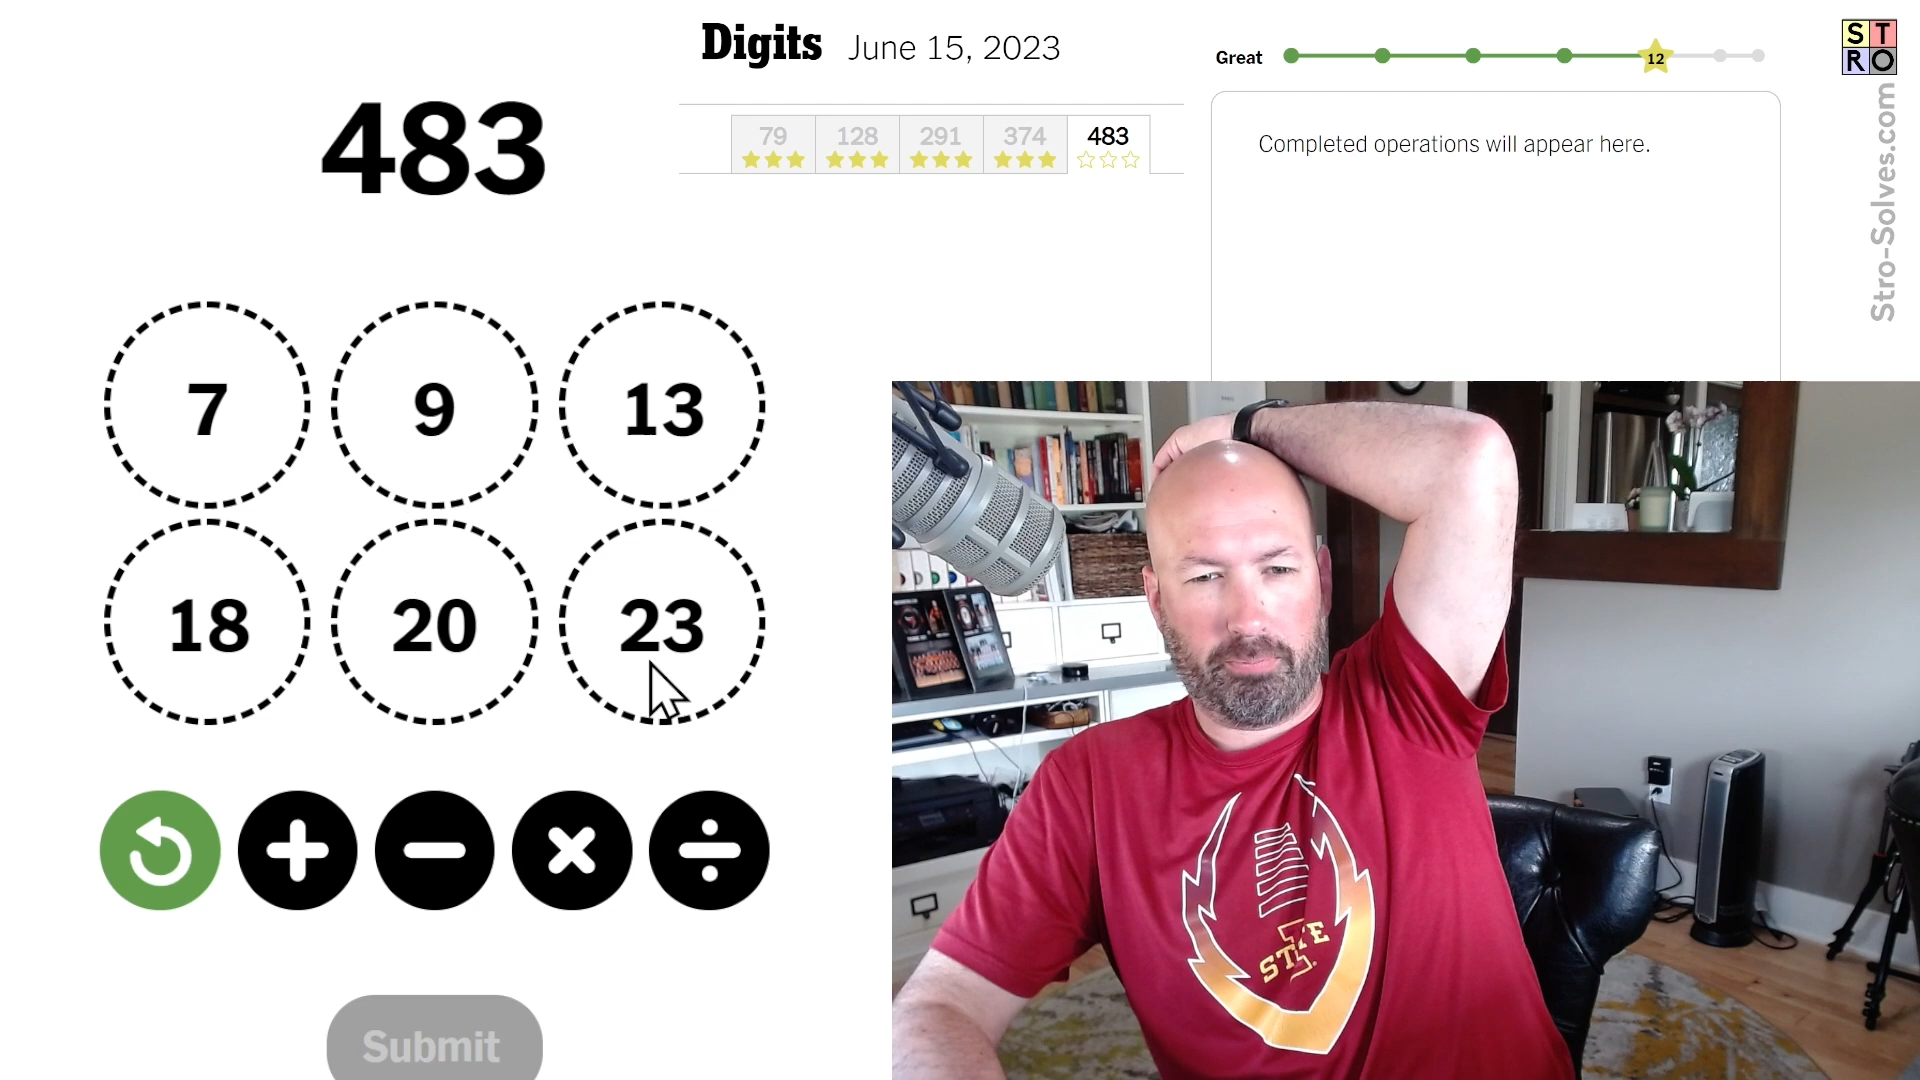 Digits June 15, 2023
Great
12
S T
R O
Stro-Solves.com
483
79 128 291 374 483
Completed operations will appear here.
7 9 13
18 20 23
Submit
STATE